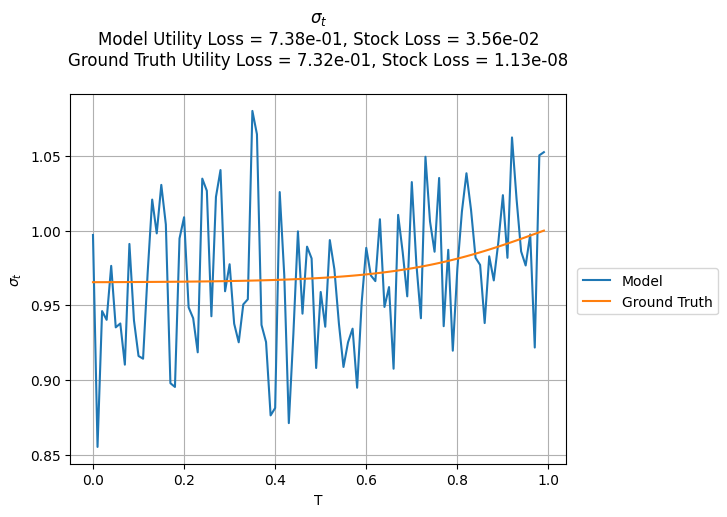 σt
Model Utility Loss = 7.38e-01, Stock Loss = 3.56e-02
Ground Truth Utility Loss = 7.32e-01, Stock Loss = 1.13e-08
1.05
1.00
0.95
0.90
0.85
σt
0.0 0.2 0.4 0.6 0.8 1.0
T
Model
Ground Truth